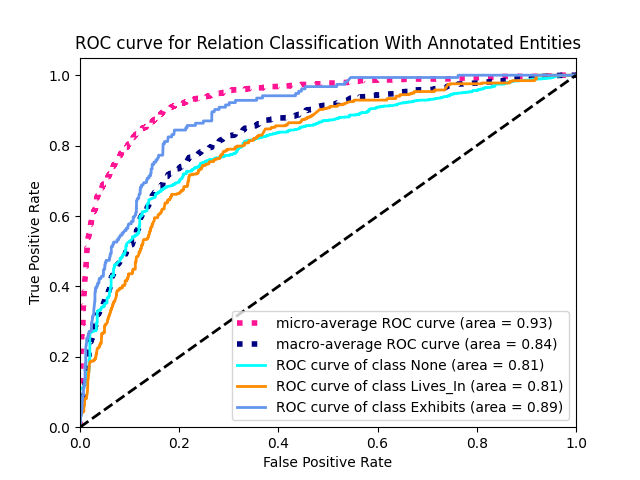 ROC curve for Relation Classification With Annotated Entities
1.0
0.8
0.6
0.4
0.2
0.0
True Positive Rate
micro-average ROC curve (area = 0.93)
macro-average ROC curve (area = 0.84)
ROC curve of class None (area = 0.81)
ROC curve of class Lives_In (area = 0.81)
ROC curve of class Exhibits (area = 0.89)
0.0 0.2 0.4 0.6 0.8 1.0
False Positive Rate